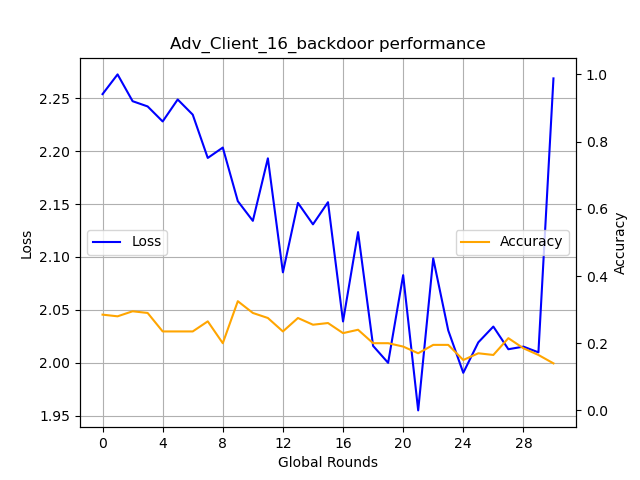 Adv_Client_16_backdoor performance
2.25
2.20
2.15
2.10
2.05
2.00
1.95
Loss
Loss
Accuracy
1.0
0.8
0.6
0.4
0.2
0.0
Accuracy
0 4 8 12 16 20 24 28
Global Rounds